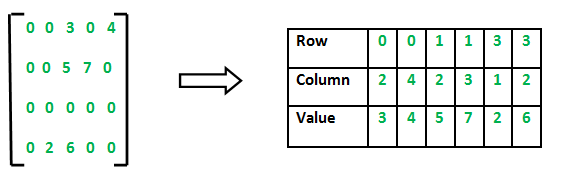 0 0 3 0 4
0 0 5 7 0
0 0 0 0 0
0 2 6 0 0
Row 0 0 1 1 3 3
Column 2 4 2 3 1 2
Value 3 4 5 7 2 6